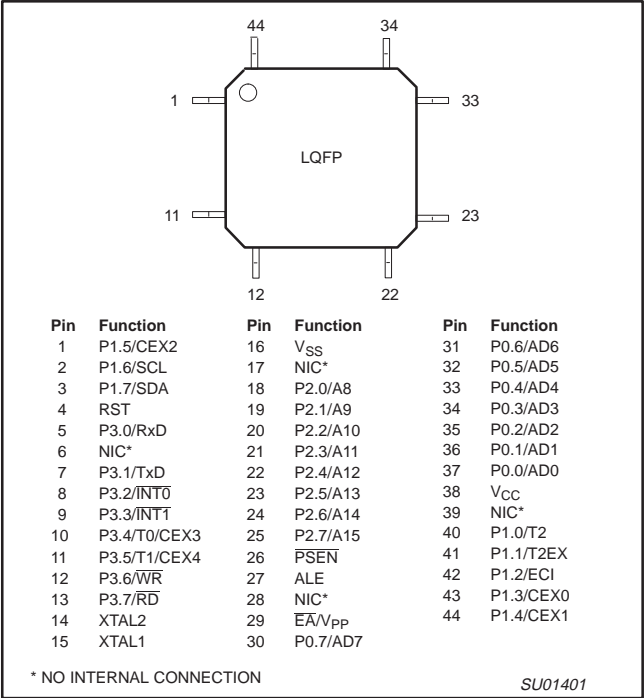 44 34
1 33
LQFP
11 23
12 22
Pin Function Pin Function Pin Function
1 P1.5/CEX2 16 VSS 31 P0.6/AD6
2 P1.6/SCL 17 NIC* 32 P0.5/AD5
3 P1.7/SDA 18 P2.0/A8 33 P0.4/AD4
4 RST 19 P2.1/A9 34 P0.3/AD3
5 P3.0/RxD 20 P2.2/A10 35 P0.2/AD2
6 NIC* 21 P2.3/A11 36 P0.1/AD1
7 P3.1/TxD 22 P2.4/A12 37 P0.0/AD0
8 P3.2/I̅N̅T̅0̅ 23 P2.5/A13 38 VCC
9 P3.3/I̅N̅T̅1̅ 24 P2.6/A14 39 NIC*
10 P3.4/T0/CEX3 25 P2.7/A15 40 P1.0/T2
11 P3.5/T1/CEX4 26 P̅S̅E̅N̅ 41 P1.1/T2EX
12 P3.6/W̅R̅ 27 ALE 42 P1.2/ECI
13 P3.7/R̅D̅ 28 NIC* 43 P1.3/CEX0
14 XTAL2 29 E̅A̅/VPP 44 P1.4/CEX1
15 XTAL1 30 P0.7/AD7
* NO INTERNAL CONNECTION
SU01401